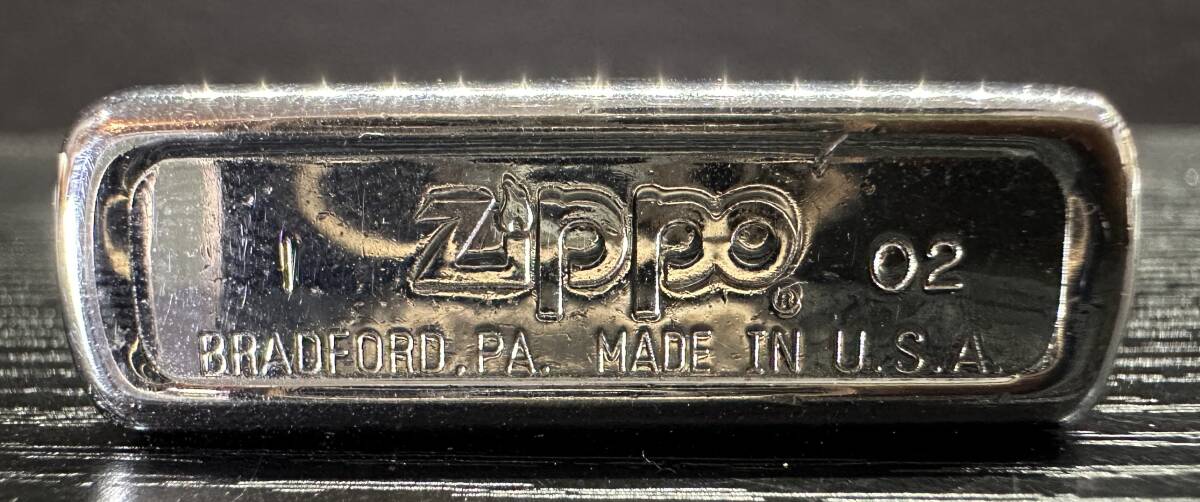 I Zippo® 02
BRADFORD,PA. MADE IN U.S.A.